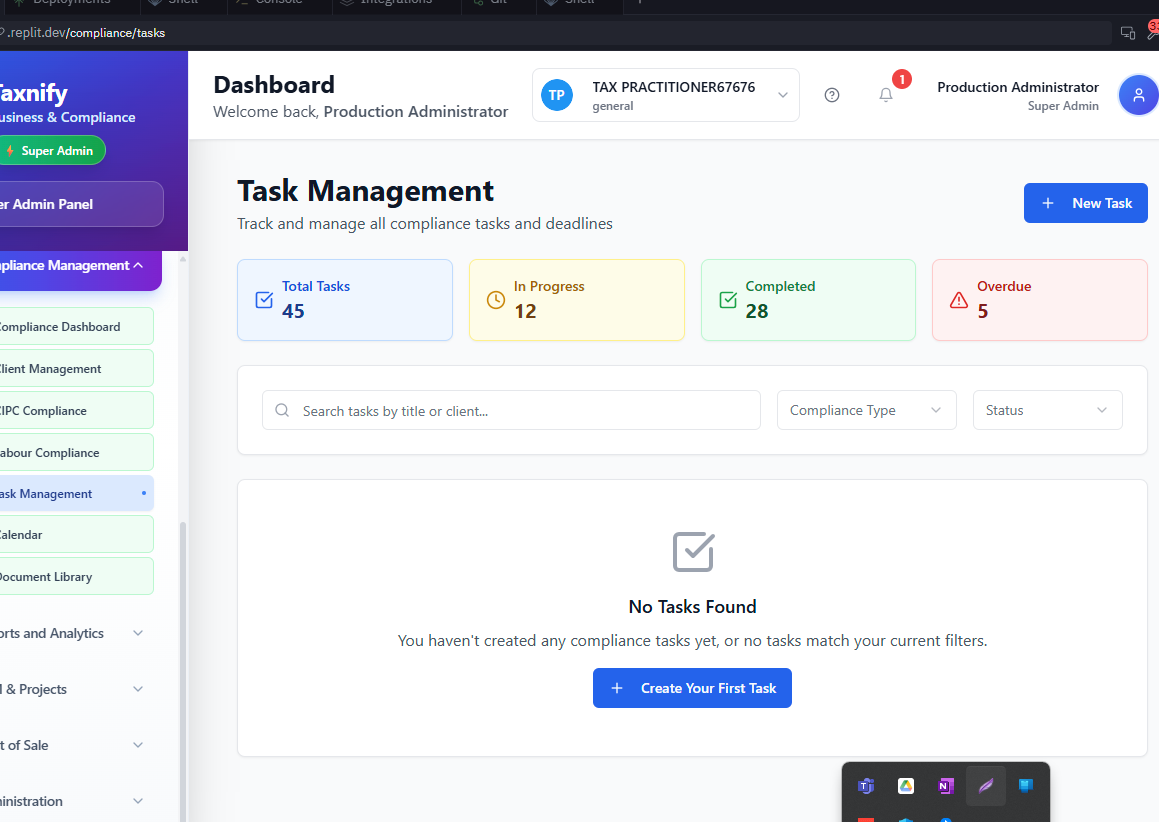 Deployments
Shell
Console
Integrations
Git
Shell
.replit.dev/compliance/tasks
3
axnify
usiness & Compliance
Super Admin
er Admin Panel
Dashboard
Welcome back, Production Administrator
TP
TAX PRACTITIONER67676
general
1
Production Administrator
Super Admin
pliance Management
ompliance Dashboard
lient Management
IPC Compliance
abour Compliance
ask Management
alendar
ocument Library
orts and Analytics
& Projects
t of Sale
inistration
Task Management
Track and manage all compliance tasks and deadlines
New Task
Total Tasks
45
In Progress
12
Completed
28
Overdue
5
Search tasks by title or client...
Compliance Type
Status
No Tasks Found
You haven't created any compliance tasks yet, or no tasks match your current filters.
Create Your First Task